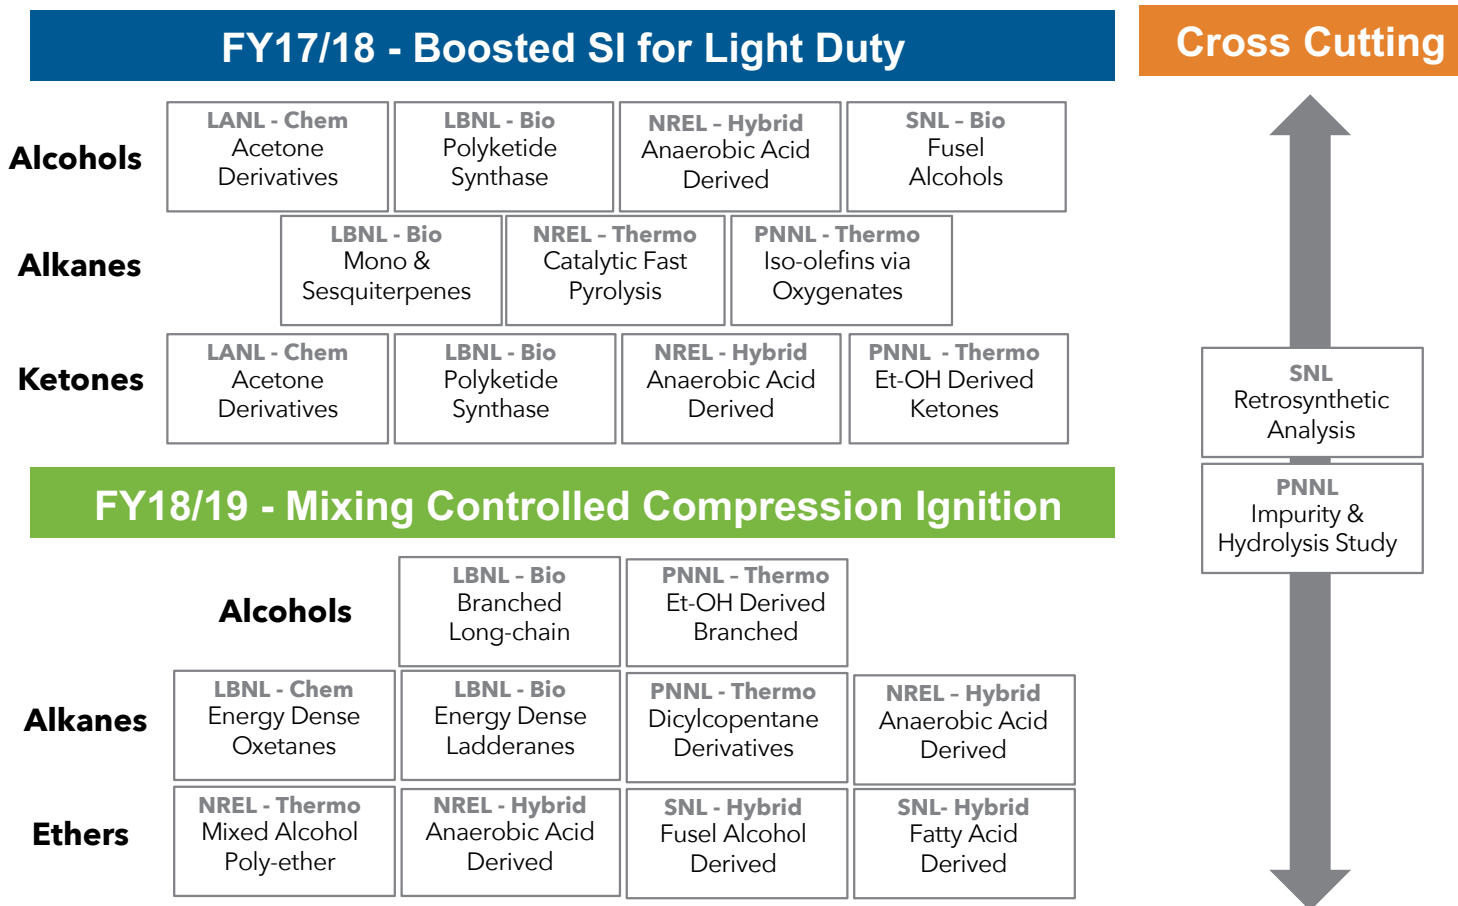 FY17/18 - Boosted SI for Light Duty
Cross Cutting
Alcohols
LANL - Chem
Acetone
Derivatives
LBNL - Bio
Polyketide
Synthase
NREL – Hybrid
Anaerobic Acid
Derived
SNL – Bio
Fusel
Alcohols
Alkanes
LBNL - Bio
Mono &
Sesquiterpenes
NREL – Thermo
Catalytic Fast
Pyrolysis
PNNL - Thermo
Iso-olefins via
Oxygenates
Ketones
LANL - Chem
Acetone
Derivatives
LBNL - Bio
Polyketide
Synthase
NREL - Hybrid
Anaerobic Acid
Derived
PNNL - Thermo
Et-OH Derived
Ketones
SNL
Retrosynthetic
Analysis
PNNL
Impurity &
Hydrolysis Study
FY18/19 - Mixing Controlled Compression Ignition
Alcohols
LBNL – Bio
Branched
Long-chain
PNNL – Thermo
Et-OH Derived
Branched
Alkanes
LBNL - Chem
Energy Dense
Oxetanes
LBNL - Bio
Energy Dense
Ladderanes
PNNL - Thermo
Dicylcopentane
Derivatives
NREL – Hybrid
Anaerobic Acid
Derived
Ethers
NREL - Thermo
Mixed Alcohol
Poly-ether
NREL - Hybrid
Anaerobic Acid
Derived
SNL - Hybrid
Fusel Alcohol
Derived
SNL- Hybrid
Fatty Acid
Derived